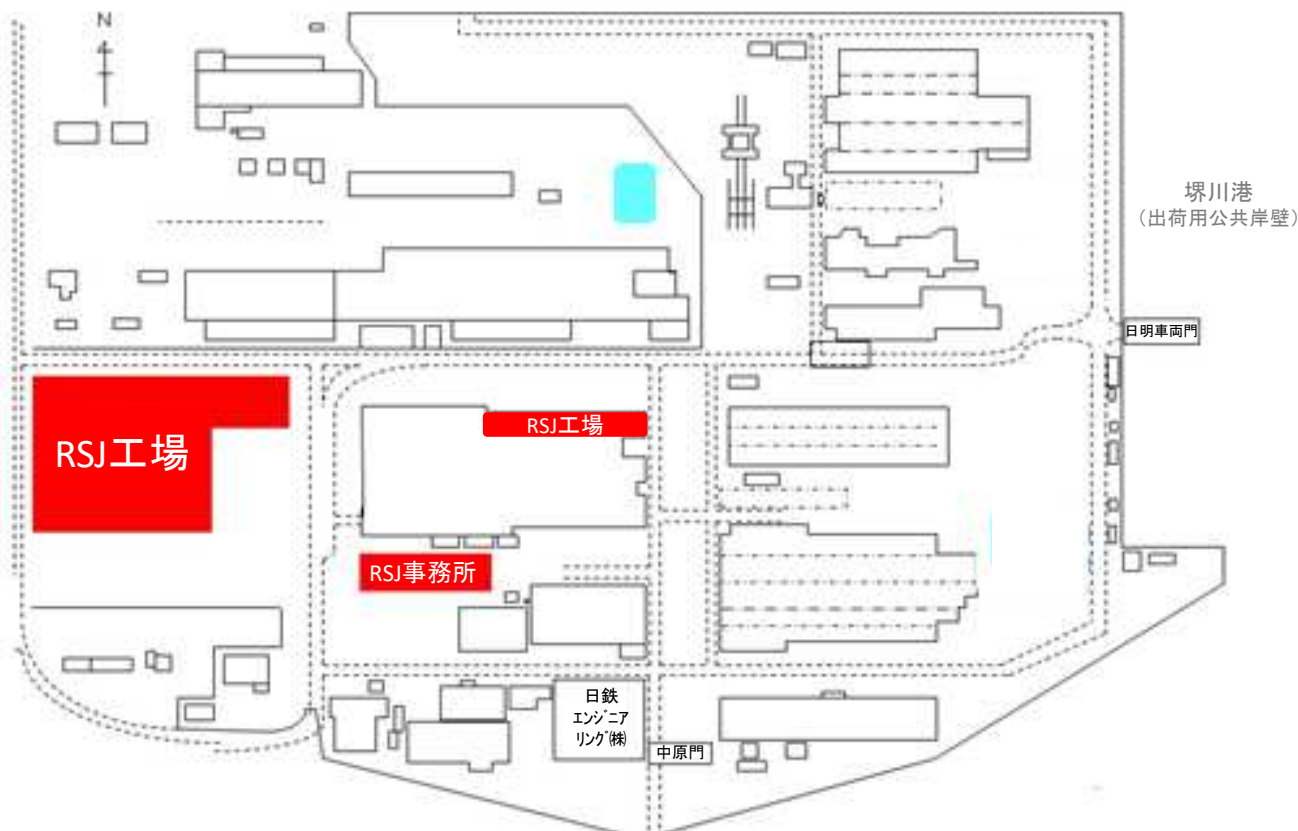 N
堺川港
(出荷用公共岸壁)
日明車両門
RSJ工場
RSJ工場
RSJ事務所
日鉄
エンジニア
リング㈱
中原門